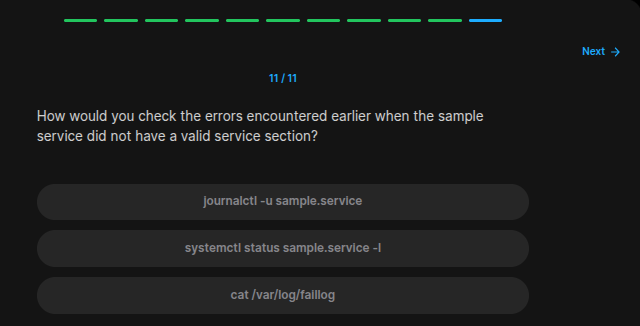 Next →
11 / 11
How would you check the errors encountered earlier when the sample
service did not have a valid service section?
journalctl -u sample.service
systemctl status sample.service -l
cat /var/log/faillog